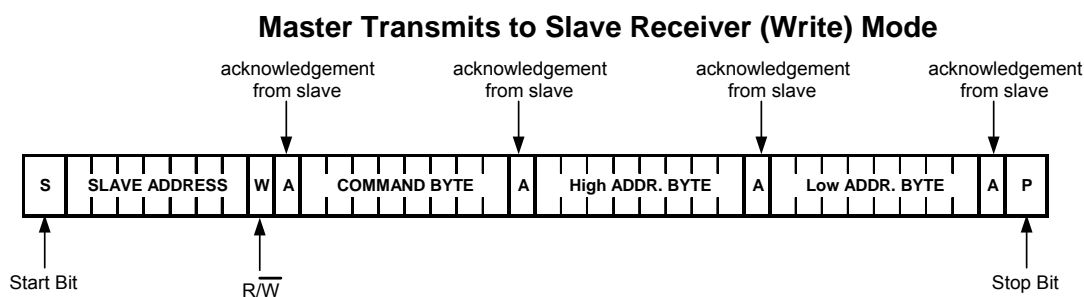 Master Transmits to Slave Receiver (Write) Mode
acknowledgement acknowledgement acknowledgement acknowledgement
from slave from slave from slave from slave
S SLAVE ADDRESS W A COMMAND BYTE A High ADDR. BYTE A Low ADDR. BYTE A P
Start Bit R/W̅ Stop Bit